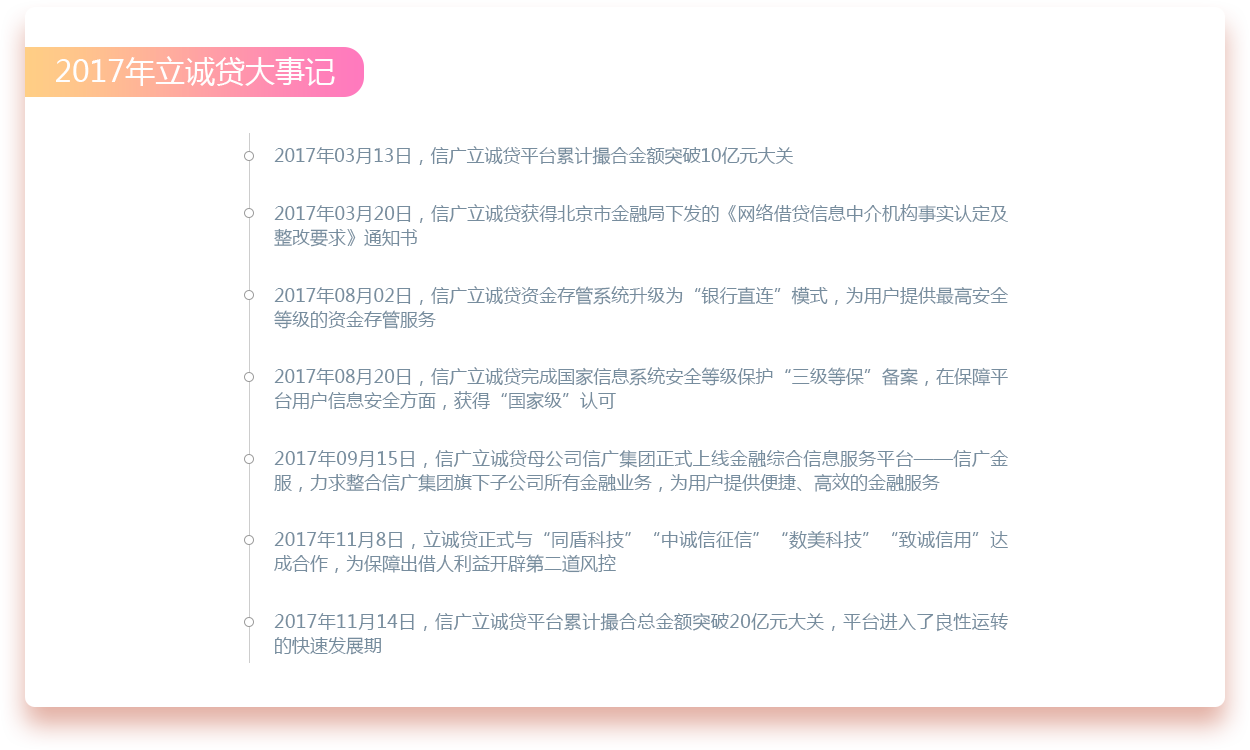 2017年立诚贷大事记
2017年03月13日，信广立诚贷平台累计撮合金额突破10亿元大关
2017年03月20日，信广立诚贷获得北京市金融局下发的《网络借贷信息中介机构事实认定及
整改要求》通知书
2017年08月02日，信广立诚贷资金存管系统升级为“银行直连”模式，为用户提供最高安全
等级的资金存管服务
2017年08月20日，信广立诚贷完成国家信息系统安全等级保护“三级等保”备案，在保障平
台用户信息安全方面，获得“国家级”认可
2017年09月15日，信广立诚贷母公司信广集团正式上线金融综合信息服务平台——信广金
服，力求整合信广集团旗下子公司所有金融业务，为用户提供便捷、高效的金融服务
2017年11月8日，立诚贷正式与“同盾科技”“中诚信征信”“数美科技”“致诚信用”达
成合作，为保障出借人利益开辟第二道风控
2017年11月14日，信广立诚贷平台累计撮合总金额突破20亿元大关，平台进入了良性运转
的快速发展期